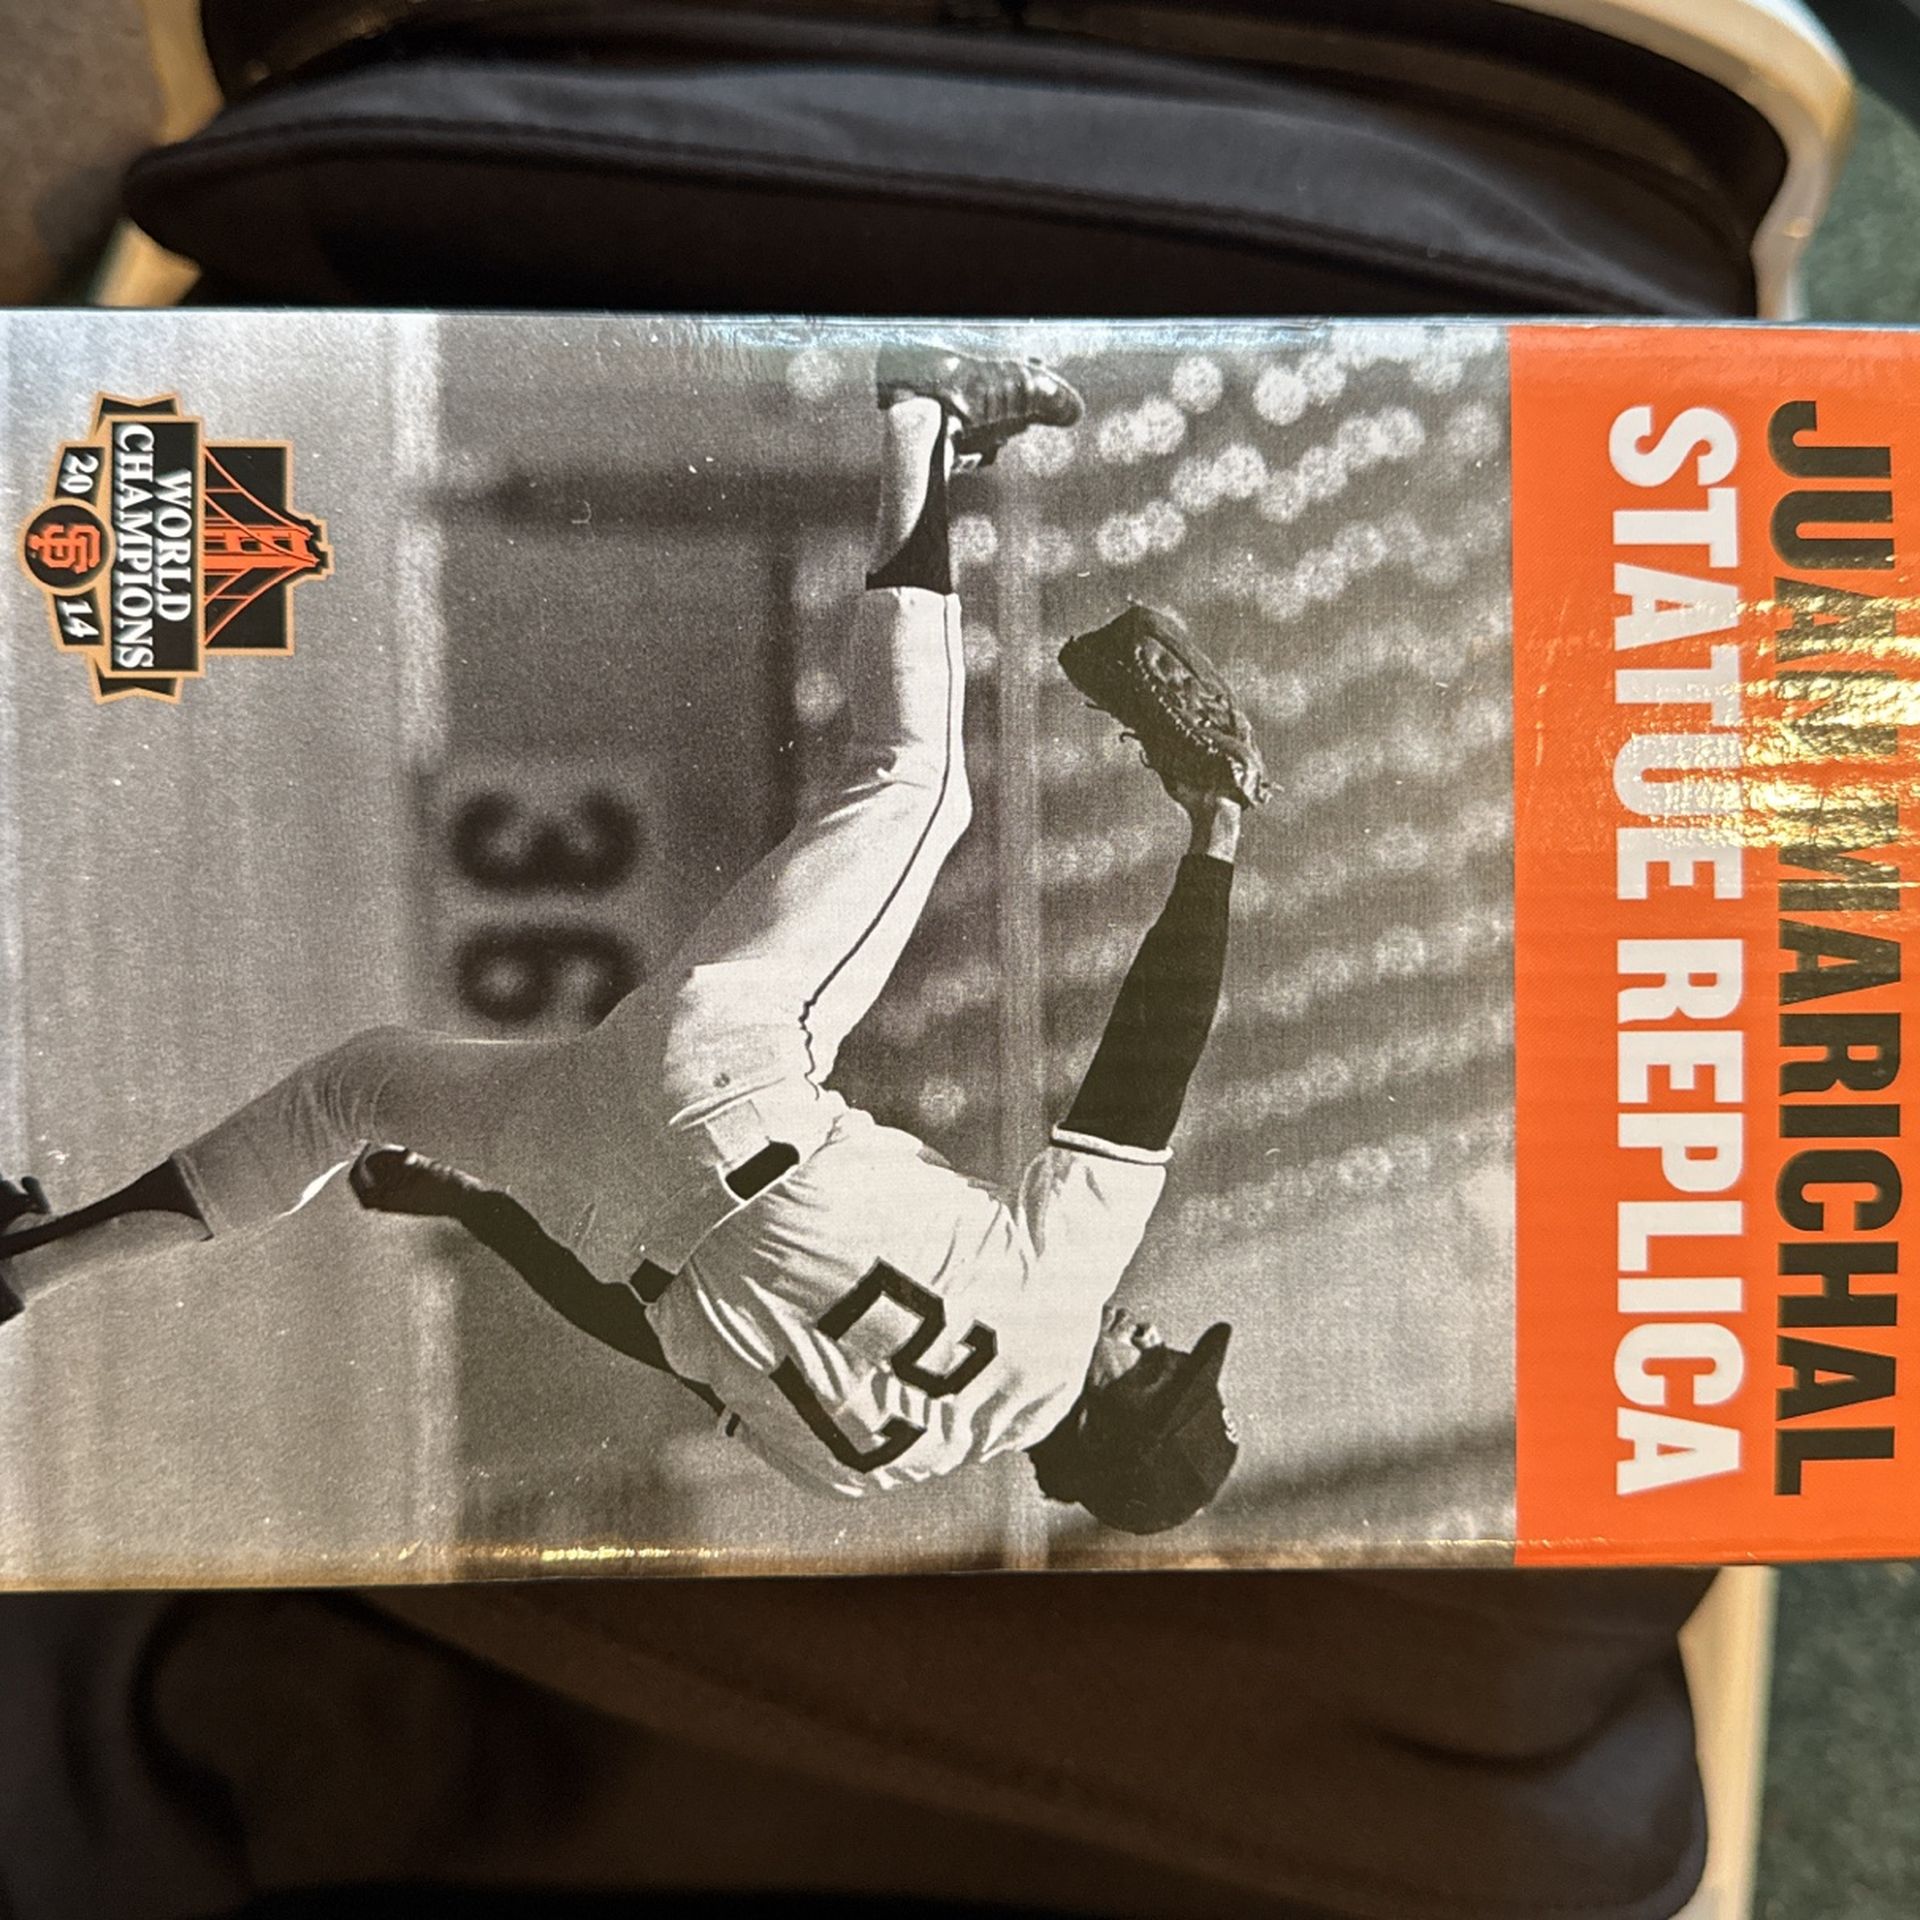 JUAN MARICHAL
STATUE REPLICA
36
27
WORLD
CHAMPIONS
20 SF 14